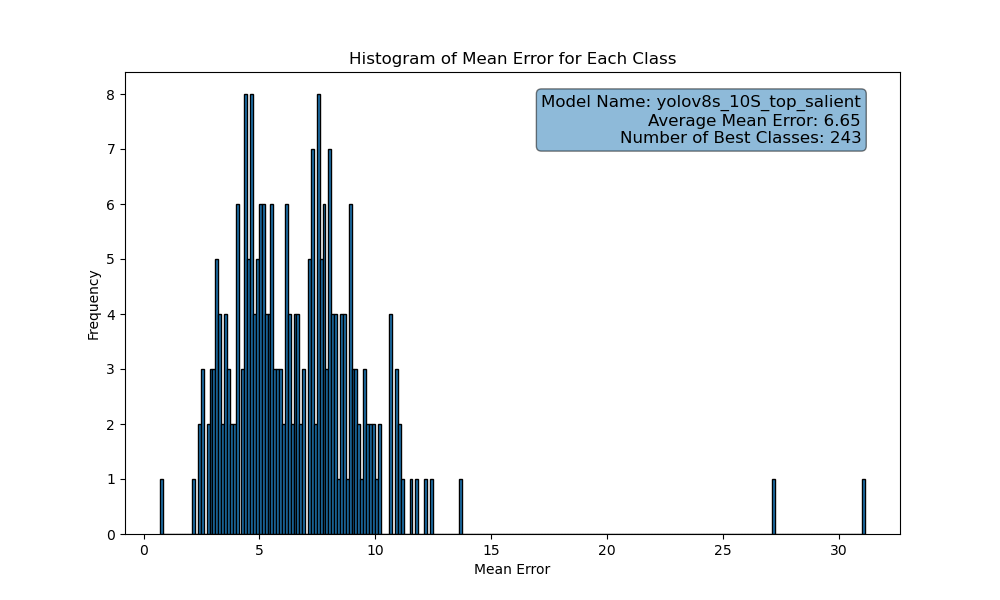 Histogram of Mean Error for Each Class
Model Name: yolov8s_10S_top_salient
Average Mean Error: 6.65
Number of Best Classes: 243
Frequency
8
7
6
5
4
3
2
1
0
0 5 10 15 20 25 30
Mean Error